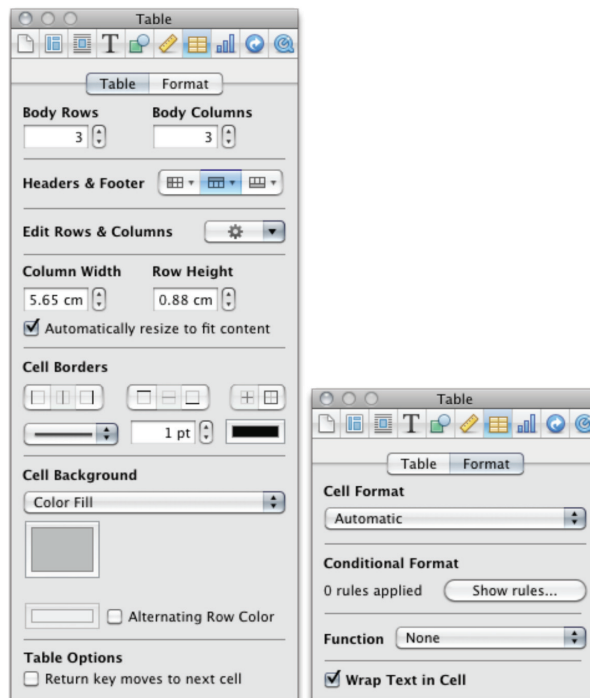 Table
T
Table Format
Body Rows Body Columns
3 3
Headers & Footer
Edit Rows & Columns
Column Width Row Height
5.65 cm 0.88 cm
Automatically resize to fit content
Cell Borders
1 pt
Cell Background
Color Fill
Alternating Row Color
Table Options
Return key moves to next cell
Table
T
Table Format
Cell Format
Automatic
Conditional Format
0 rules applied Show rules...
Function None
Wrap Text in Cell